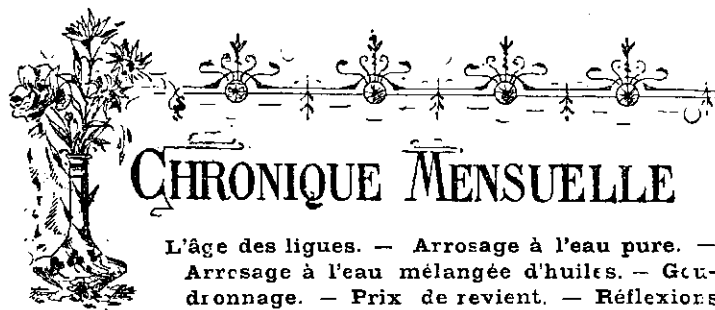 CHRONIQUE MENSUELLE
L'âge des ligues. — Arrosage à l'eau pure. —
Arrosage à l'eau mélangée d'huiles. — Gou-
dronnage. — Prix de revient. — Réflexions